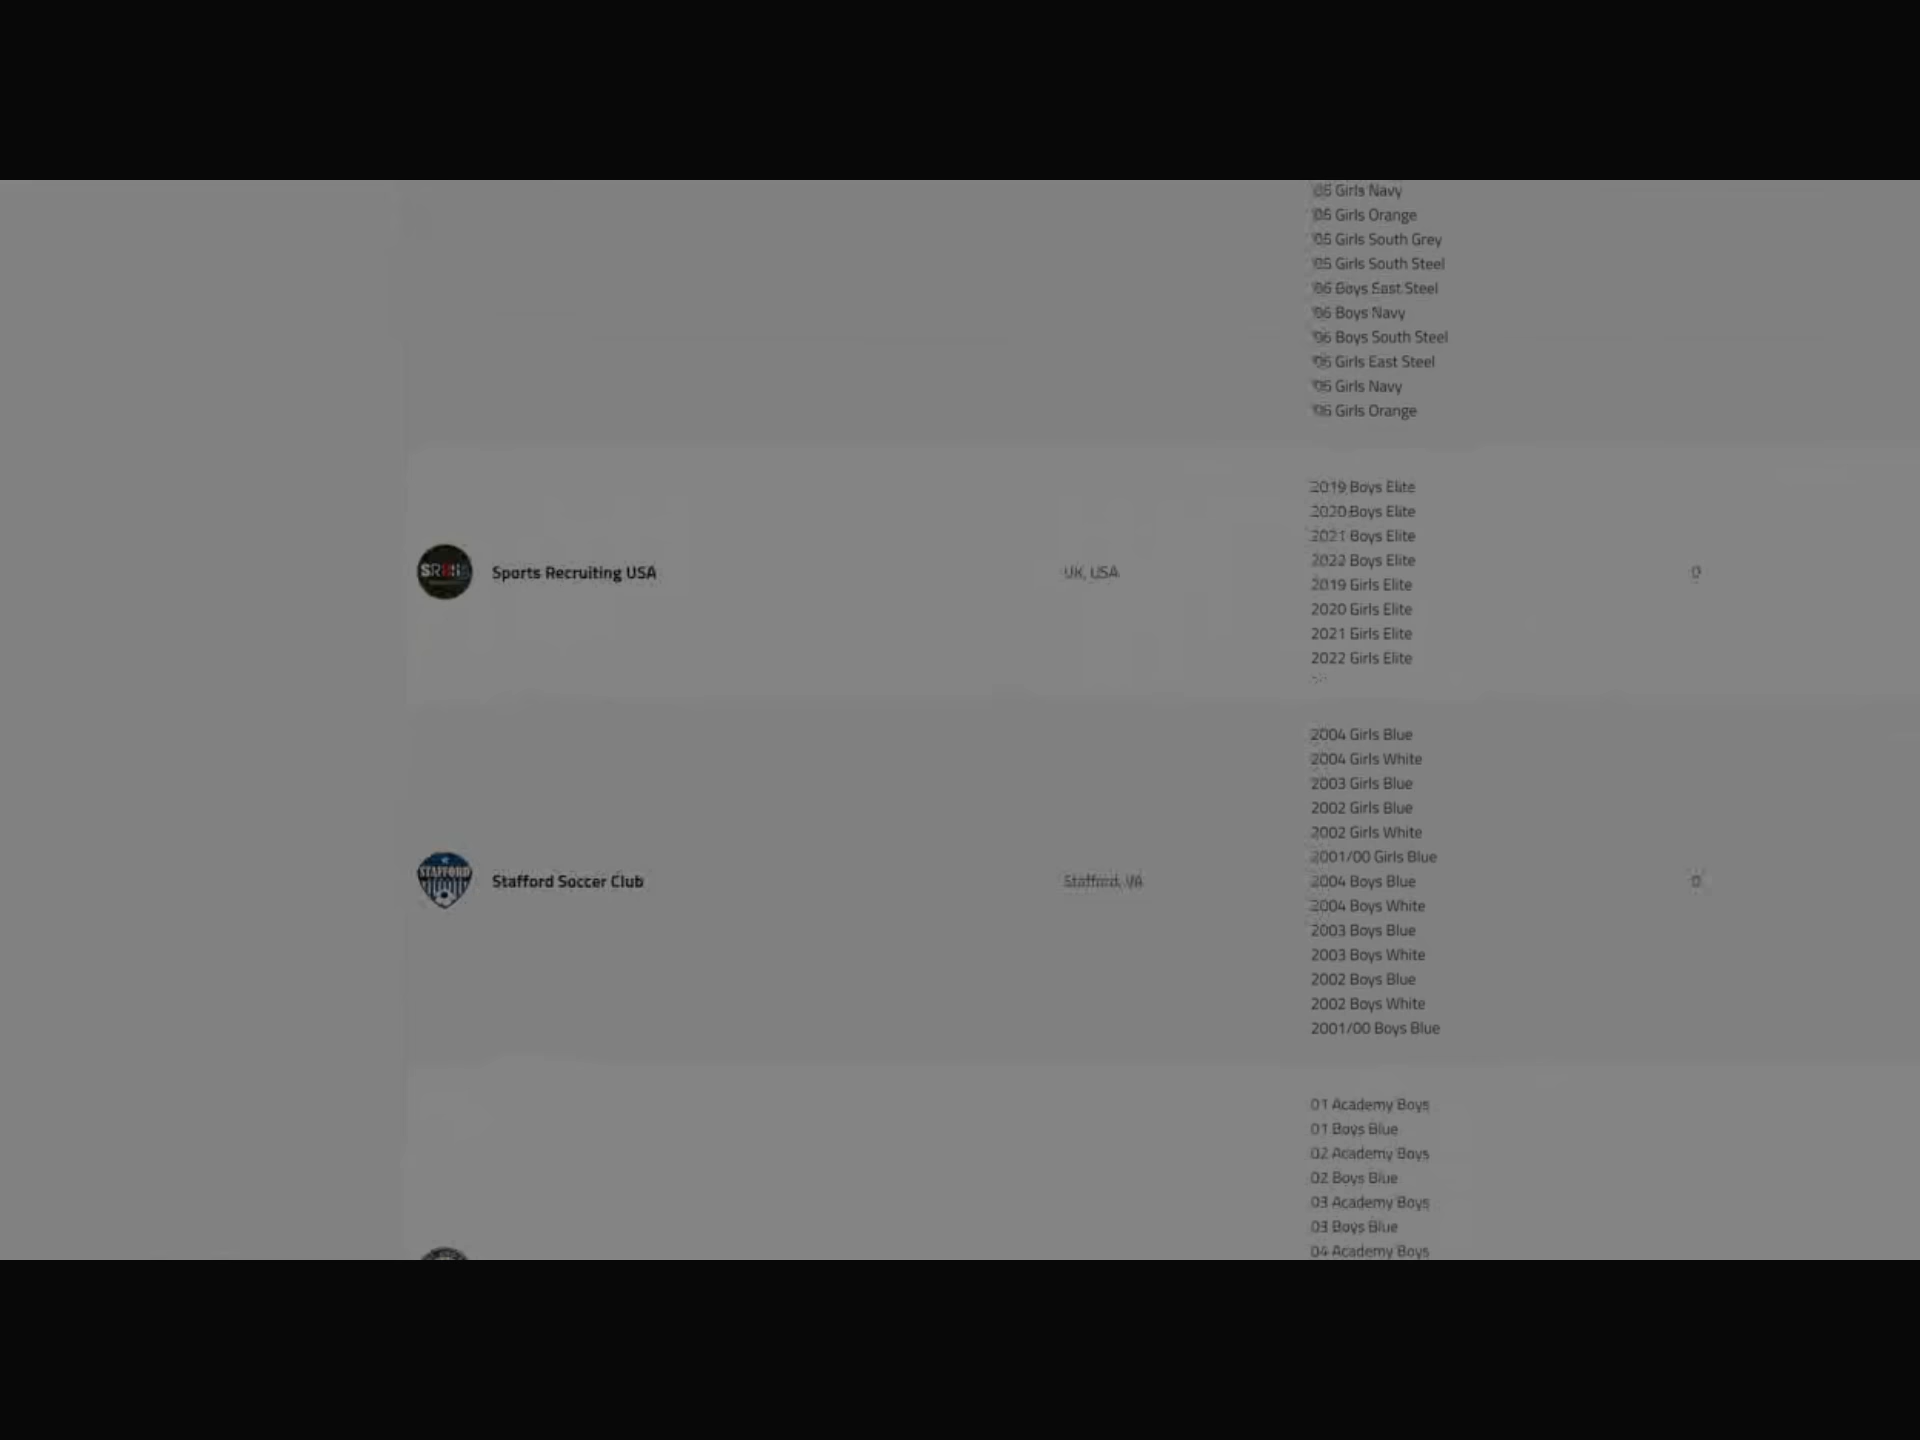 Girls Navy
Girls Orange
'05 Girls South Grey
'05 Girls South Steel
'06 Boys East Steel
'06 Boys Navy
'06 Boys South Steel
Girls East Steel
Girls Navy
Girls Orange
2019 Boys Elite
2020 Boys Elite
2021 Boys Elite
2022 Boys Elite
Sports Recruiting USA
UK, USA
0
2019 Girls Elite
2020 Girls Elite
2021 Girls Elite
2022 Girls Elite
2004 Girls Blue
2004 Girls White
2003 Girls Blue
2002 Girls Blue
2002 Girls White
2001/00 Girls Blue
STAFFORD
Stafford Soccer Club
Stafford, VA
2004 Boys Blue
0
2004 Boys White
2003 Boys Blue
2003 Boys White
2002 Boys Blue
2002 Boys White
2001/00 Boys Blue
01 Academy Boys
01 Boys Blue
02 Academy Boys
02 Boys Blue
03 Academy Boys
03 Boys Blue
04 Academy Boys